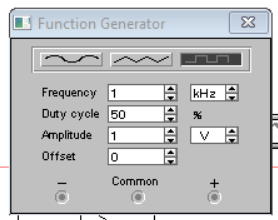 Function Generator
Frequency 1 kHz
Duty cycle 50 %
Amplitude 1 V
Offset 0
− Common +